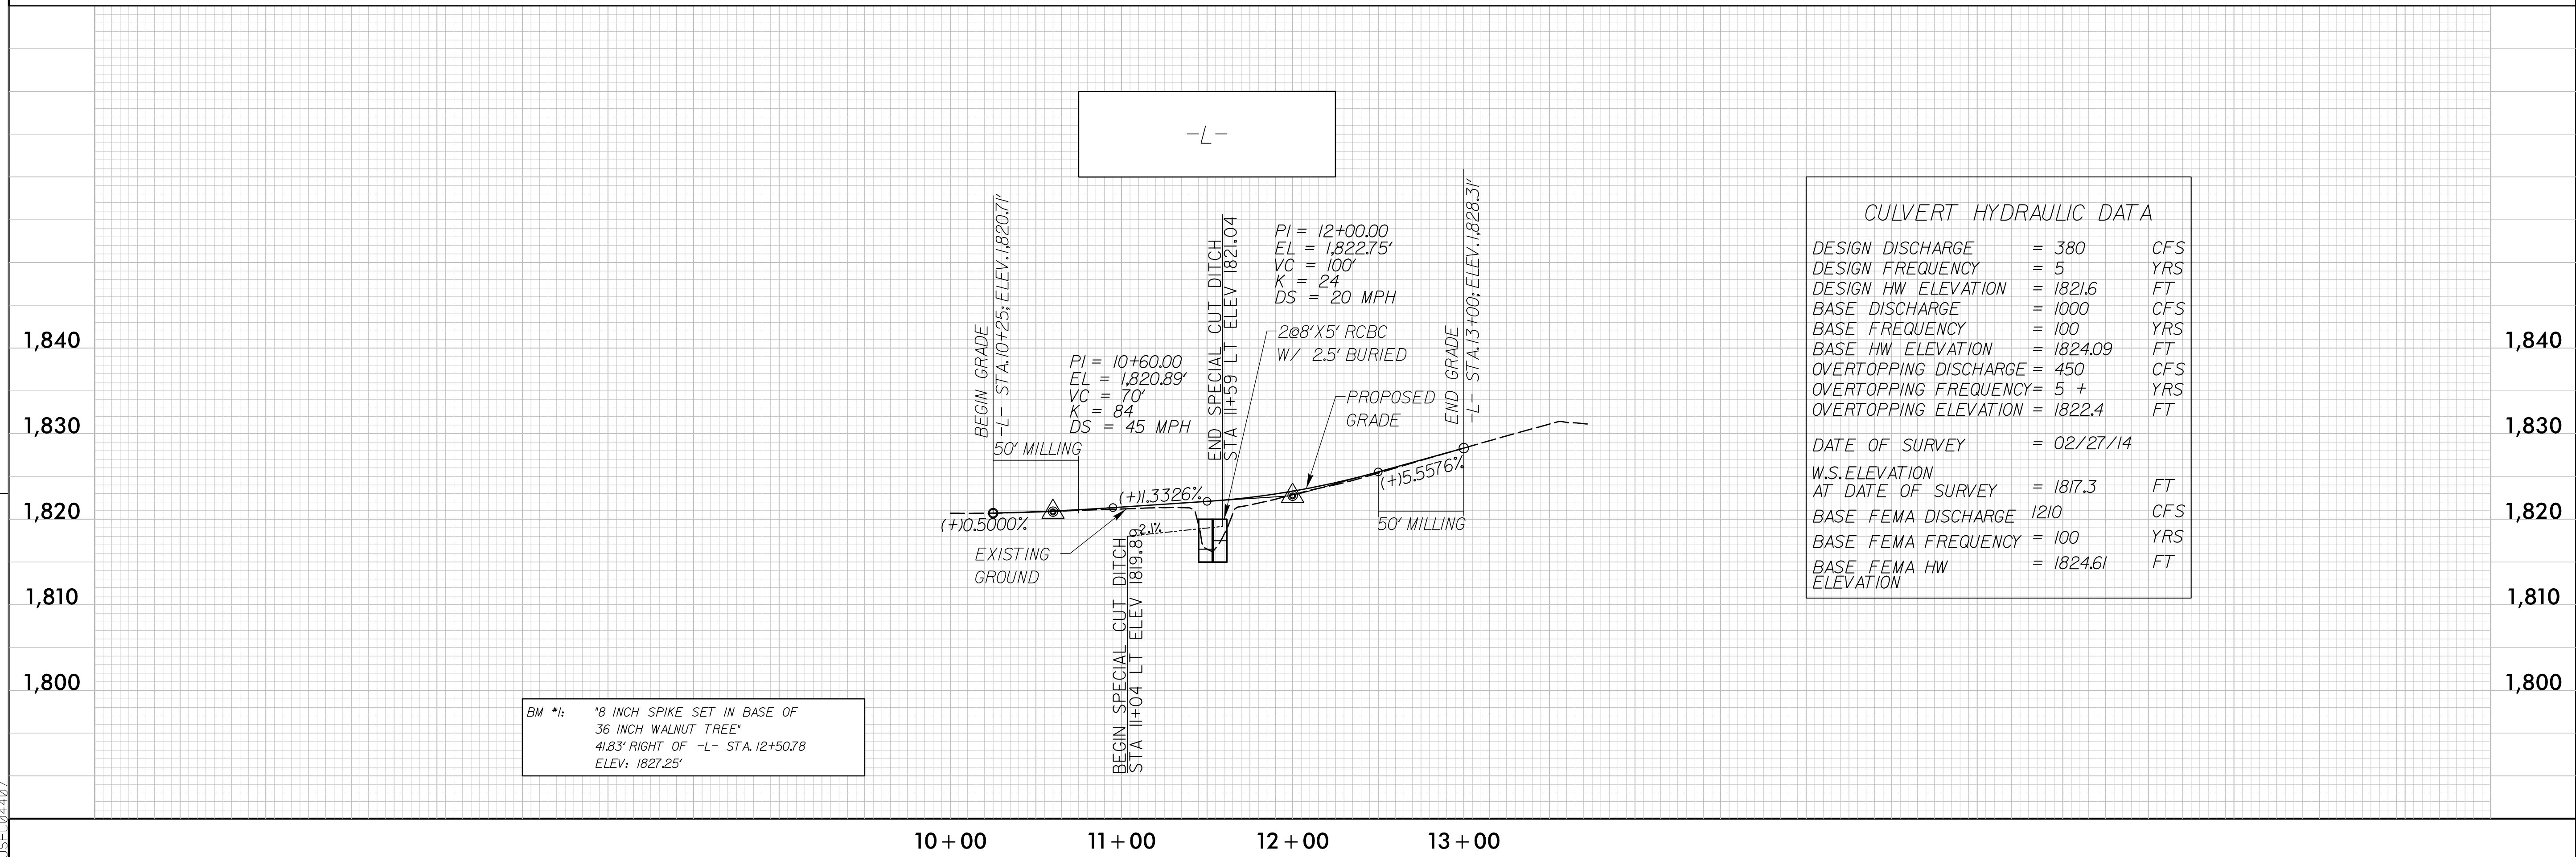 -L-
BEGIN GRADE
-L- STA.10+25; ELEV.1,820.71'
50' MILLING
PI = 10+60.00
EL = 1,820.89'
VC = 70'
K = 84
DS = 45 MPH
END SPECIAL CUT DITCH
STA 11+59 LT ELEV 1821.04
PI = 12+00.00
EL = 1,822.75'
VC = 100'
K = 24
DS = 20 MPH
2@8'X5' RCBC
W/ 2.5' BURIED
PROPOSED
GRADE
END GRADE
-L- STA.13+00; ELEV.1,828.31'
(+)0.5000%
(+)1.3326%
(+)5.5576%
50' MILLING
EXISTING
GROUND
2.1%
BEGIN SPECIAL CUT DITCH
STA 11+04 LT ELEV 1819.89
CULVERT HYDRAULIC DATA
DESIGN DISCHARGE = 380 CFS
DESIGN FREQUENCY = 5 YRS
DESIGN HW ELEVATION = 1821.6 FT
BASE DISCHARGE = 1000 CFS
BASE FREQUENCY = 100 YRS
BASE HW ELEVATION = 1824.09 FT
OVERTOPPING DISCHARGE = 450 CFS
OVERTOPPING FREQUENCY = 5 + YRS
OVERTOPPING ELEVATION = 1822.4 FT
DATE OF SURVEY = 02/27/14
W.S.ELEVATION
AT DATE OF SURVEY = 1817.3 FT
BASE FEMA DISCHARGE 1210 CFS
BASE FEMA FREQUENCY = 100 YRS
BASE FEMA HW = 1824.61 FT
ELEVATION
1,840 1,840
1,830 1,830
1,820 1,820
1,810 1,810
1,800 1,800
BM #1: "8 INCH SPIKE SET IN BASE OF
36 INCH WALNUT TREE"
41.83' RIGHT OF -L- STA. 12+50.78
ELEV: 1827.25'
10+00 11+00 12+00 13+00